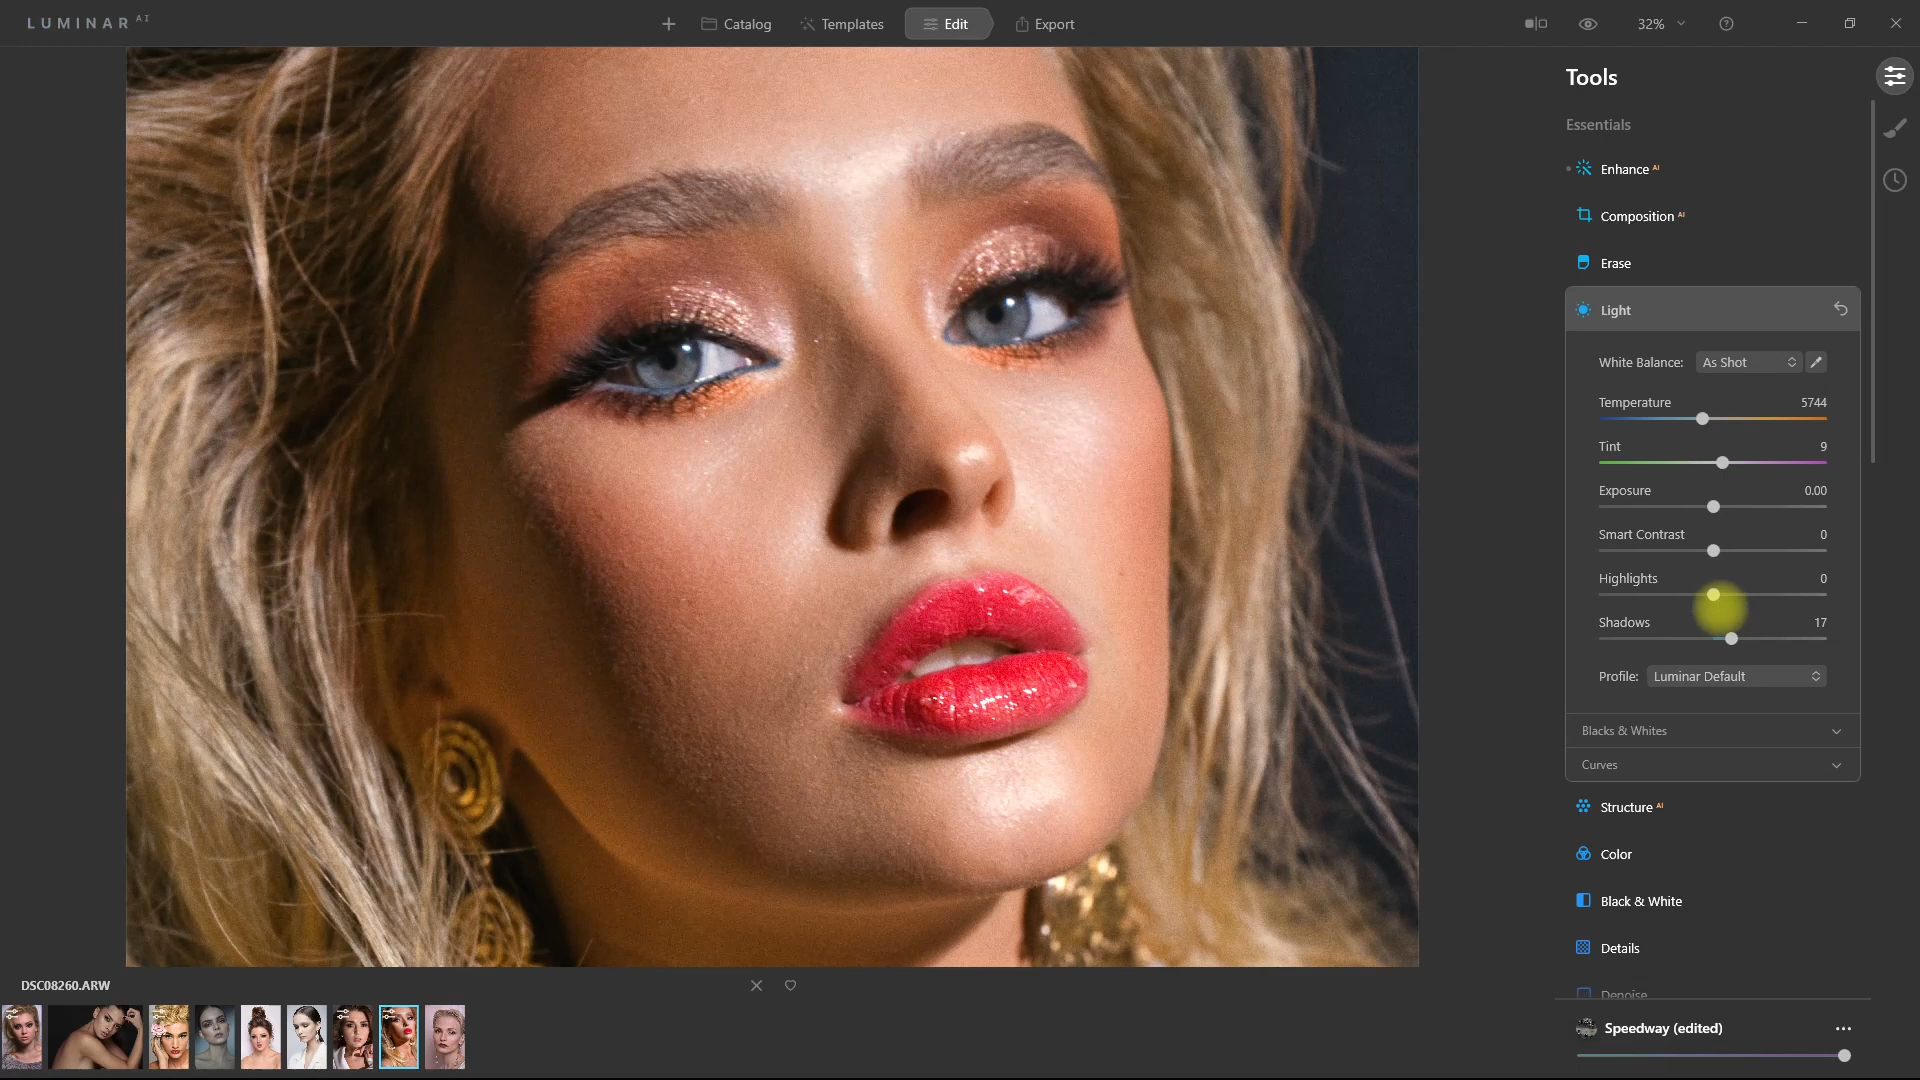 LUMINAR AI
Catalog
Templates
Edit
Export
32%
Tools
Essentials
Enhance AI
Composition AI
Erase
Light
White Balance: As Shot
Temperature 5744
Tint 9
Exposure 0.00
Smart Contrast 0
Highlights 0
Shadows 17
Profile: Luminar Default
Blacks & Whites
Curves
Structure AI
Color
Black & White
Details
Denoise
DSC08260.ARW
Speedway (edited)